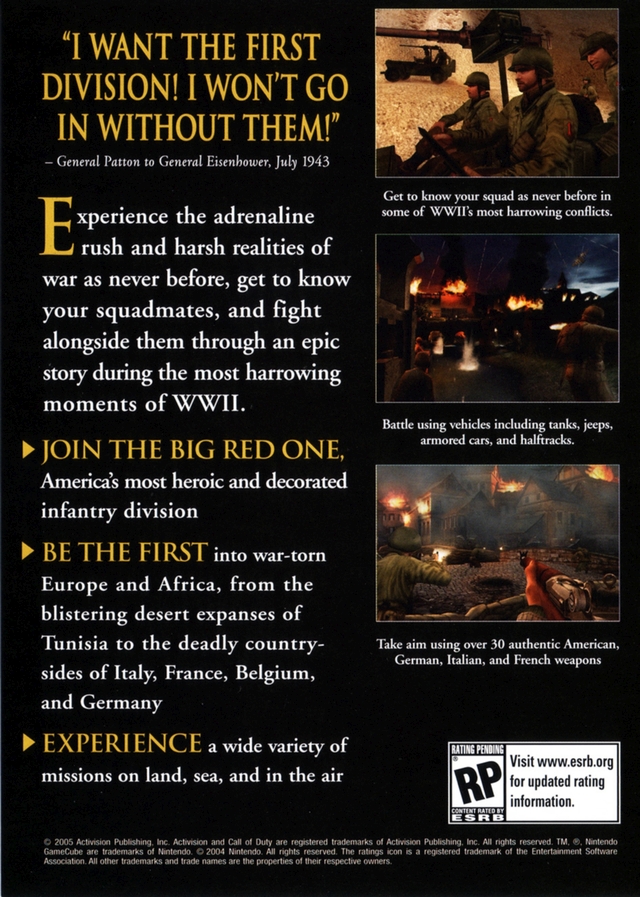 “I WANT THE FIRST
DIVISION! I WON’T GO
IN WITHOUT THEM!”
– General Patton to General Eisenhower, July 1943
Experience the adrenaline
rush and harsh realities of
war as never before, get to know
your squadmates, and fight
alongside them through an epic
story during the most harrowing
moments of WWII.
JOIN THE BIG RED ONE,
America’s most heroic and decorated
infantry division
BE THE FIRST into war-torn
Europe and Africa, from the
blistering desert expanses of
Tunisia to the deadly country-
sides of Italy, France, Belgium,
and Germany
EXPERIENCE a wide variety of
missions on land, sea, and in the air
Get to know your squad as never before in
some of WWII’s most harrowing conflicts.
Battle using vehicles including tanks, jeeps,
armored cars, and halftracks.
Take aim using over 30 authentic American,
German, Italian, and French weapons
RATING PENDING
RP
®
CONTENT RATED BY
ESRB
Visit www.esrb.org
for updated rating
information.
© 2005 Activision Publishing, Inc. Activision and Call of Duty are registered trademarks of Activision Publishing, Inc. All rights reserved. TM, ®, Nintendo
GameCube are trademarks of Nintendo. © 2004 Nintendo. All rights reserved. The ratings icon is a registered trademark of the Entertainment Software
Association. All other trademarks and trade names are the properties of their respective owners.